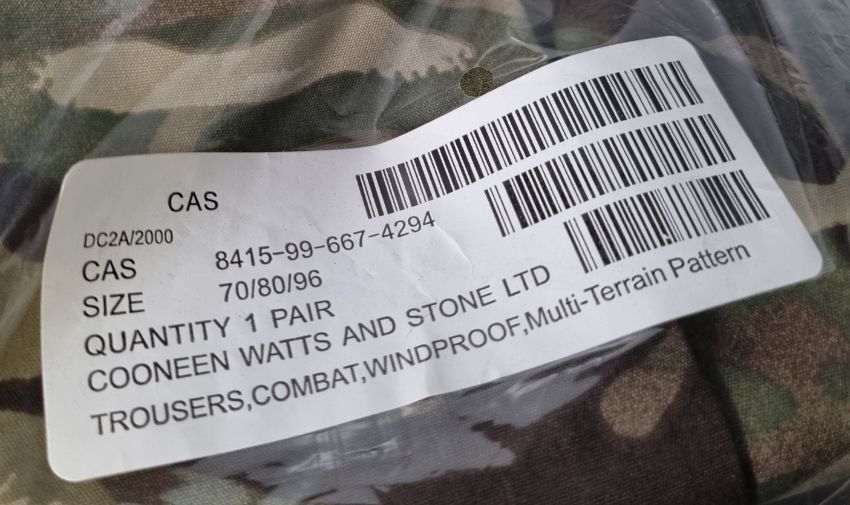 CAS
DC2A/2000
CAS 8415-99-667-4294
SIZE 70/80/96
QUANTITY 1 PAIR
COONEEN WATTS AND STONE LTD
TROUSERS,COMBAT,WINDPROOF,Multi-Terrain Pattern